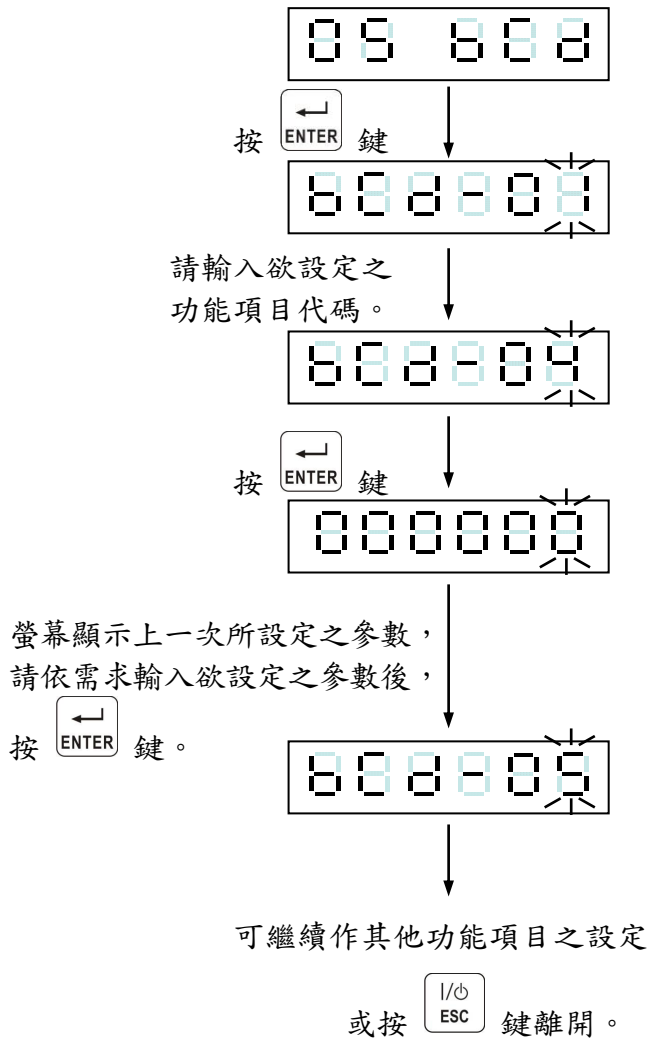 05 bCd
按 ENTER 鍵
bCd-01
請輸入欲設定之
功能項目代碼。
bCd-04
按 ENTER 鍵
000000
螢幕顯示上一次所設定之參數，
請依需求輸入欲設定之參數後，
按 ENTER 鍵。
bCd-05
可繼續作其他功能項目之設定
I/⏻
或按 ESC 鍵離開。